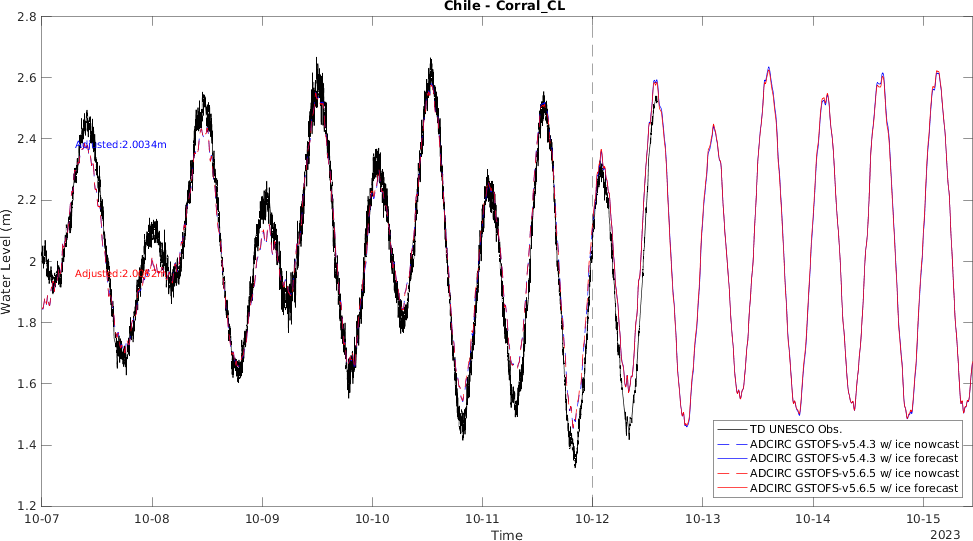 Chile - Corral_CL
2.8
2.6
2.4
2.2
2
1.8
1.6
1.4
1.2
Water Level (m)
Adjusted:2.0034m
TD UNESCO Obs.
ADCIRC GSTOFS-v5.4.3 w/ ice nowcast
ADCIRC GSTOFS-v5.4.3 w/ ice forecast
ADCIRC GSTOFS-v5.6.5 w/ ice nowcast
ADCIRC GSTOFS-v5.6.5 w/ ice forecast
10-07
10-08
10-09
10-10
10-11
10-12
10-13
10-14
10-15
Time
2023